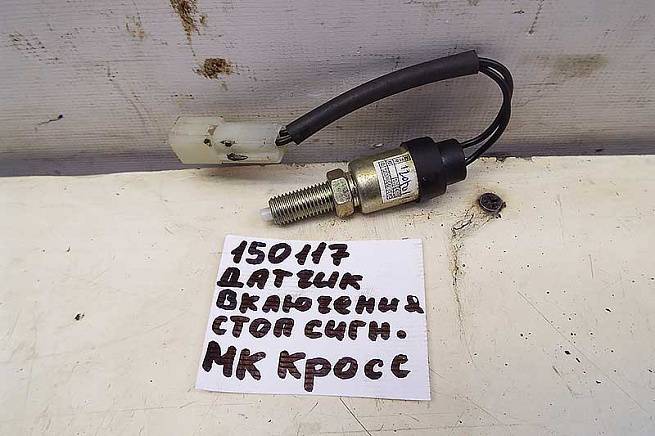 150117
ДАТЧИК
ВКЛЮЧЕНИЯ
СТОП СИГН.
МК КРОСС